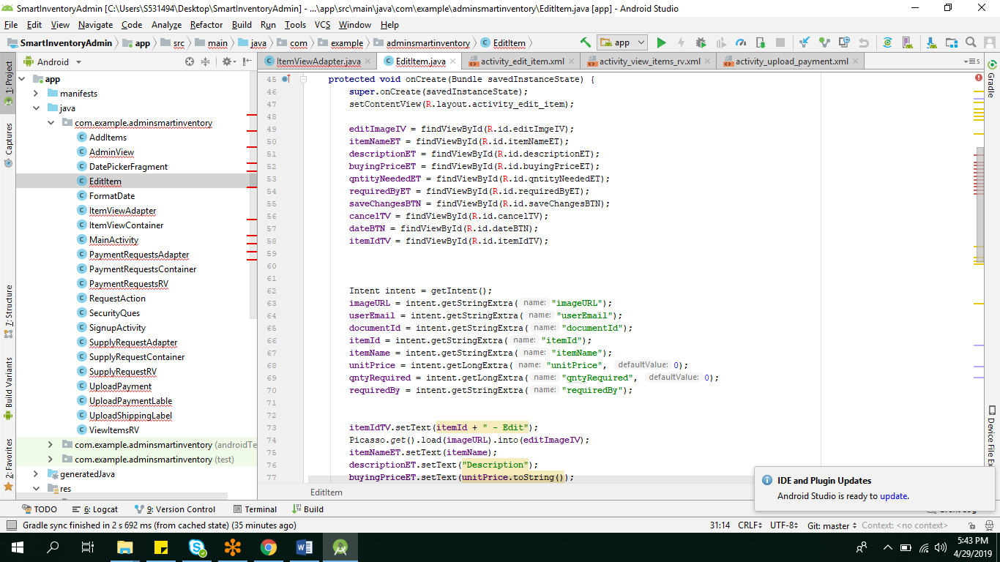 SmartInventoryAdmin [C:\Users\S531494\Desktop\SmartInventoryAdmin] - ...\app\src\main\java\com\example\adminsmartinventory\EditItem.java [app] - Android Studio
File Edit View Navigate Code Analyze Refactor Build Run Tools VCS Window Help
SmartInventoryAdmin app src main java com example adminsmartinventory EditItem app
Android ItemViewAdapter.java EditItem.java activity_edit_item.xml activity_view_items_rv.xml activity_upload_payment.xml
1: Project
Captures
7: Structure
Build Variants
2: Favorites
app
manifests
java
com.example.adminsmartinventory
AddItems
AdminView
DatePickerFragment
EditItem
FormatDate
ItemViewAdapter
ItemViewContainer
MainActivity
PaymentRequestsAdapter
PaymentRequestsContainer
PaymentRequestsRV
RequestAction
SecurityQues
SignupActivity
SupplyRequestAdapter
SupplyRequestContainer
SupplyRequestRV
UploadPayment
UploadPaymentLable
UploadShippingLabel
ViewItemsRV
com.example.adminsmartinventory (androidTe
com.example.adminsmartinventory (test)
generatedJava
res
45 protected void onCreate(Bundle savedInstanceState) {
46 super.onCreate(savedInstanceState);
47 setContentView(R.layout.activity_edit_item);
48
49 editImageIV = findViewById(R.id.editImgeIV);
50 itemNameET = findViewById(R.id.itemNameET);
51 descriptionET = findViewById(R.id.descriptionET);
52 buyingPriceET = findViewById(R.id.buyingPriceET);
53 qntityNeededET = findViewById(R.id.qntityNeededET);
54 requiredByET = findViewById(R.id.requiredByET);
55 saveChangesBTN = findViewById(R.id.saveChangesBTN);
56 cancelTV = findViewById(R.id.cancelTV);
57 dateBTN = findViewById(R.id.dateBTN);
58 itemIdTV = findViewById(R.id.itemIdTV);
59
60
61
62 Intent intent = getIntent();
63 imageURL = intent.getStringExtra( name: "imageURL");
64 userEmail = intent.getStringExtra( name: "userEmail");
65 documentId = intent.getStringExtra( name: "documentId");
66 itemId = intent.getStringExtra( name: "itemId");
67 itemName = intent.getStringExtra( name: "itemName");
68 unitPrice = intent.getLongExtra( name: "unitPrice", defaultValue: 0);
69 qntyRequired = intent.getLongExtra( name: "qntyRequired", defaultValue: 0);
70 requiredBy = intent.getStringExtra( name: "requiredBy");
71
72
73 itemIdTV.setText(itemId + " - Edit");
74 Picasso.get().load(imageURL).into(editImageIV);
75 itemNameET.setText(itemName);
76 descriptionET.setText("Description");
77 buyingPriceET.setText(unitPrice.toString());
EditItem
Gradle
Device File Ex
IDE and Plugin Updates
Android Studio is ready to update.
TODO 6: Logcat 9: Version Control Terminal Build
Gradle sync finished in 2 s 692 ms (from cached state) (35 minutes ago) 31:14 CRLF UTF-8 Git: master Context: <no context>
5:43 PM
4/29/2019